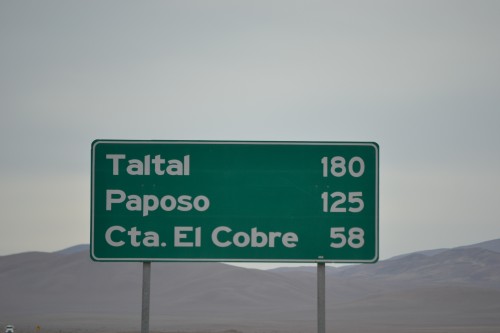 Taltal 180
Paposo 125
Cta. El Cobre 58